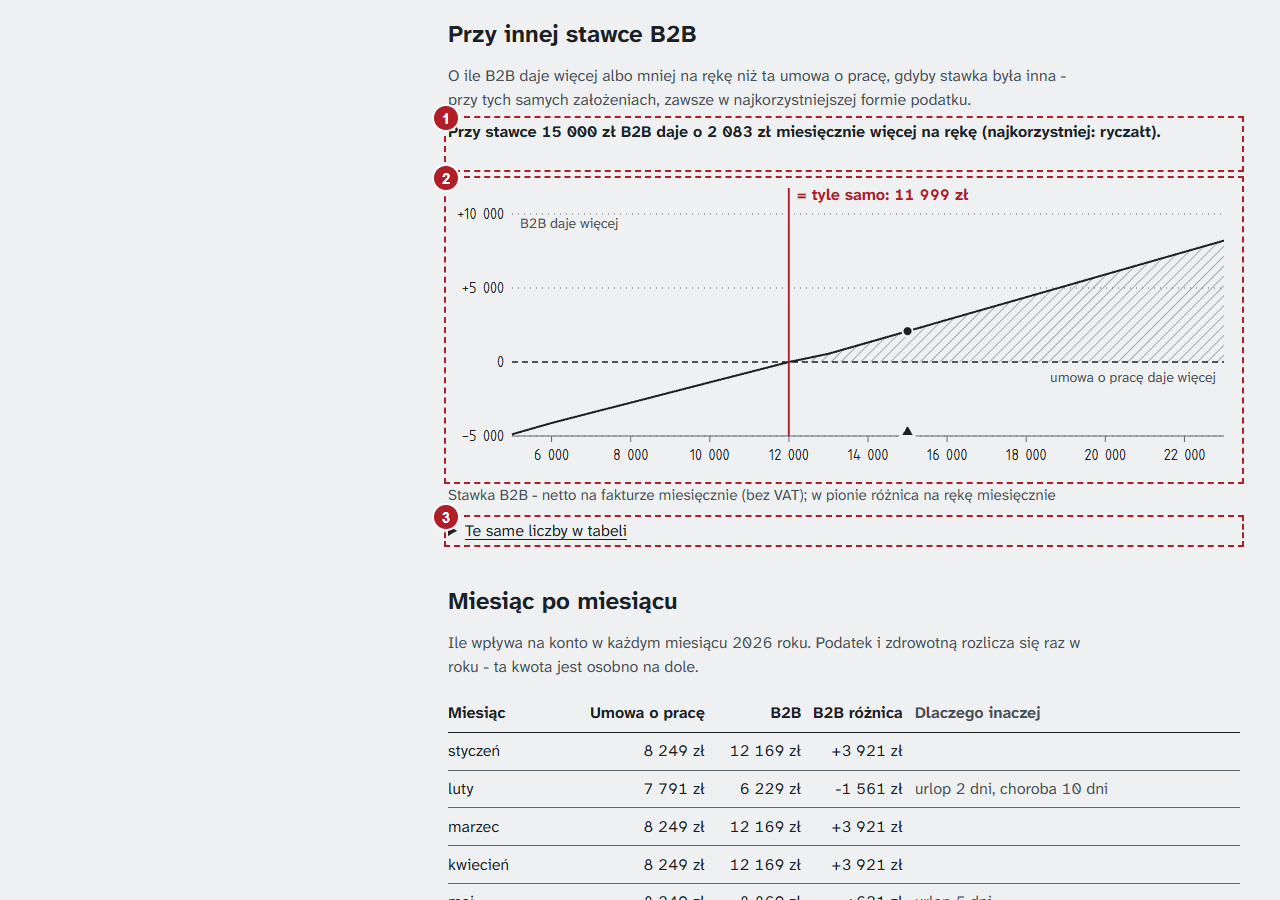 Przy innej stawce B2B
O ile B2B daje więcej albo mniej na rękę niż ta umowa o pracę, gdyby stawka była inna -
przy tych samych założeniach, zawsze w najkorzystniejszej formie podatku.
1
Przy stawce 15 000 zł B2B daje o 2 083 zł miesięcznie więcej na rękę (najkorzystniej: ryczałt).
2
= tyle samo: 11 999 zł
+10 000
B2B daje więcej
+5 000
0
umowa o pracę daje więcej
−5 000
6 000 8 000 10 000 12 000 14 000 16 000 18 000 20 000 22 000
Stawka B2B - netto na fakturze miesięcznie (bez VAT); w pionie różnica na rękę miesięcznie
3
Te same liczby w tabeli
Miesiąc po miesiącu
Ile wpływa na konto w każdym miesiącu 2026 roku. Podatek i zdrowotną rozlicza się raz w
roku - ta kwota jest osobno na dole.
Miesiąc Umowa o pracę B2B B2B różnica Dlaczego inaczej
styczeń 8 249 zł 12 169 zł +3 921 zł
luty 7 791 zł 6 229 zł -1 561 zł urlop 2 dni, choroba 10 dni
marzec 8 249 zł 12 169 zł +3 921 zł
kwiecień 8 249 zł 12 169 zł +3 921 zł